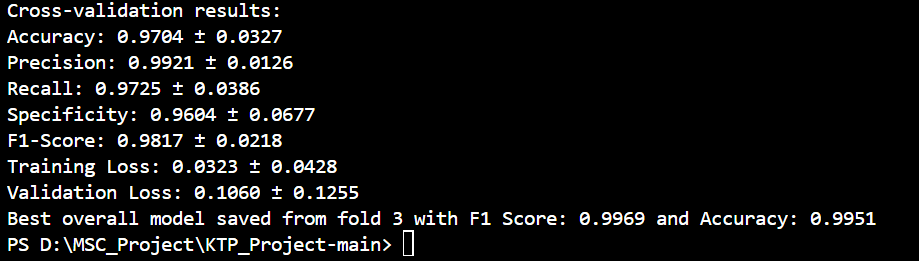 Cross-validation results:
Accuracy: 0.9704 ± 0.0327
Precision: 0.9921 ± 0.0126
Recall: 0.9725 ± 0.0386
Specificity: 0.9604 ± 0.0677
F1-Score: 0.9817 ± 0.0218
Training Loss: 0.0323 ± 0.0428
Validation Loss: 0.1060 ± 0.1255
Best overall model saved from fold 3 with F1 Score: 0.9969 and Accuracy: 0.9951
PS D:\MSC_Project\KTP_Project-main>